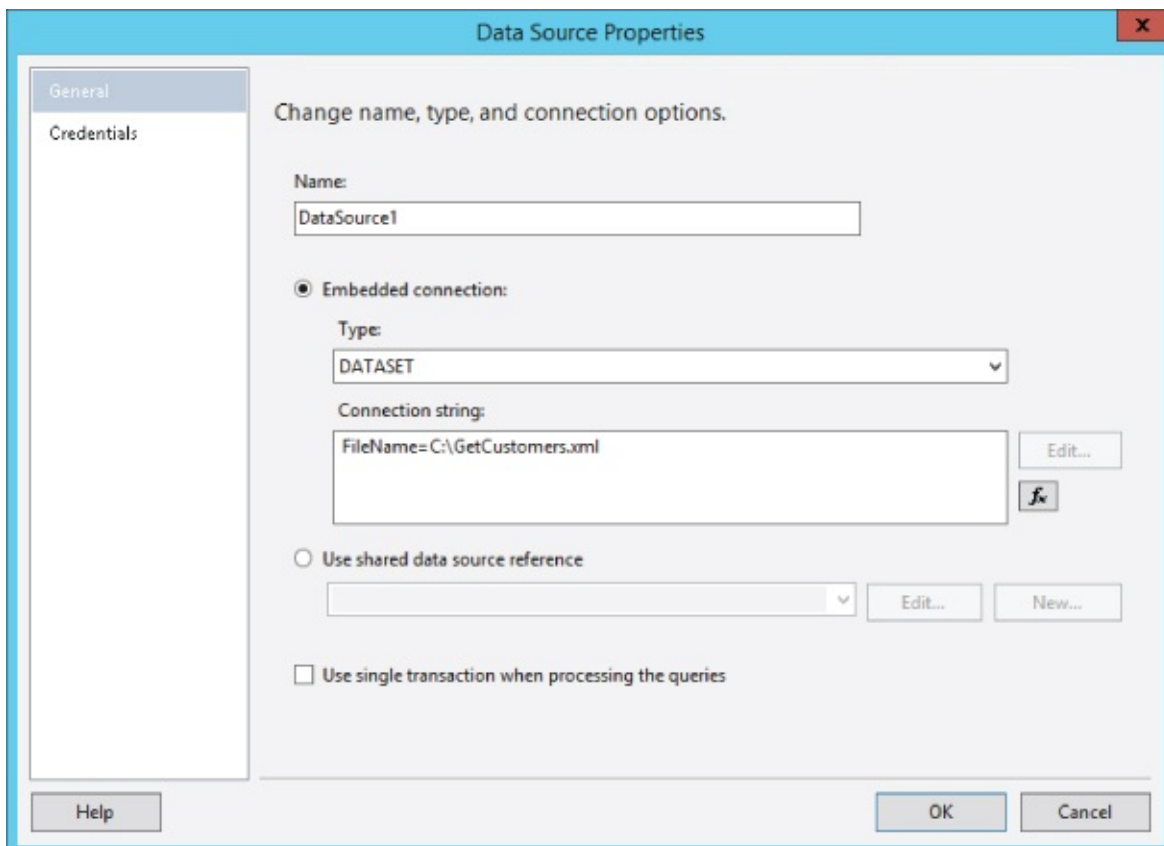 Data Source Properties
x
General
Credentials
Change name, type, and connection options.
Name:
DataSource1
Embedded connection:
Type:
DATASET
Connection string:
FileName=C:\GetCustomers.xml
Edit...
fx
Use shared data source reference
Edit...
New...
Use single transaction when processing the queries
Help
OK
Cancel